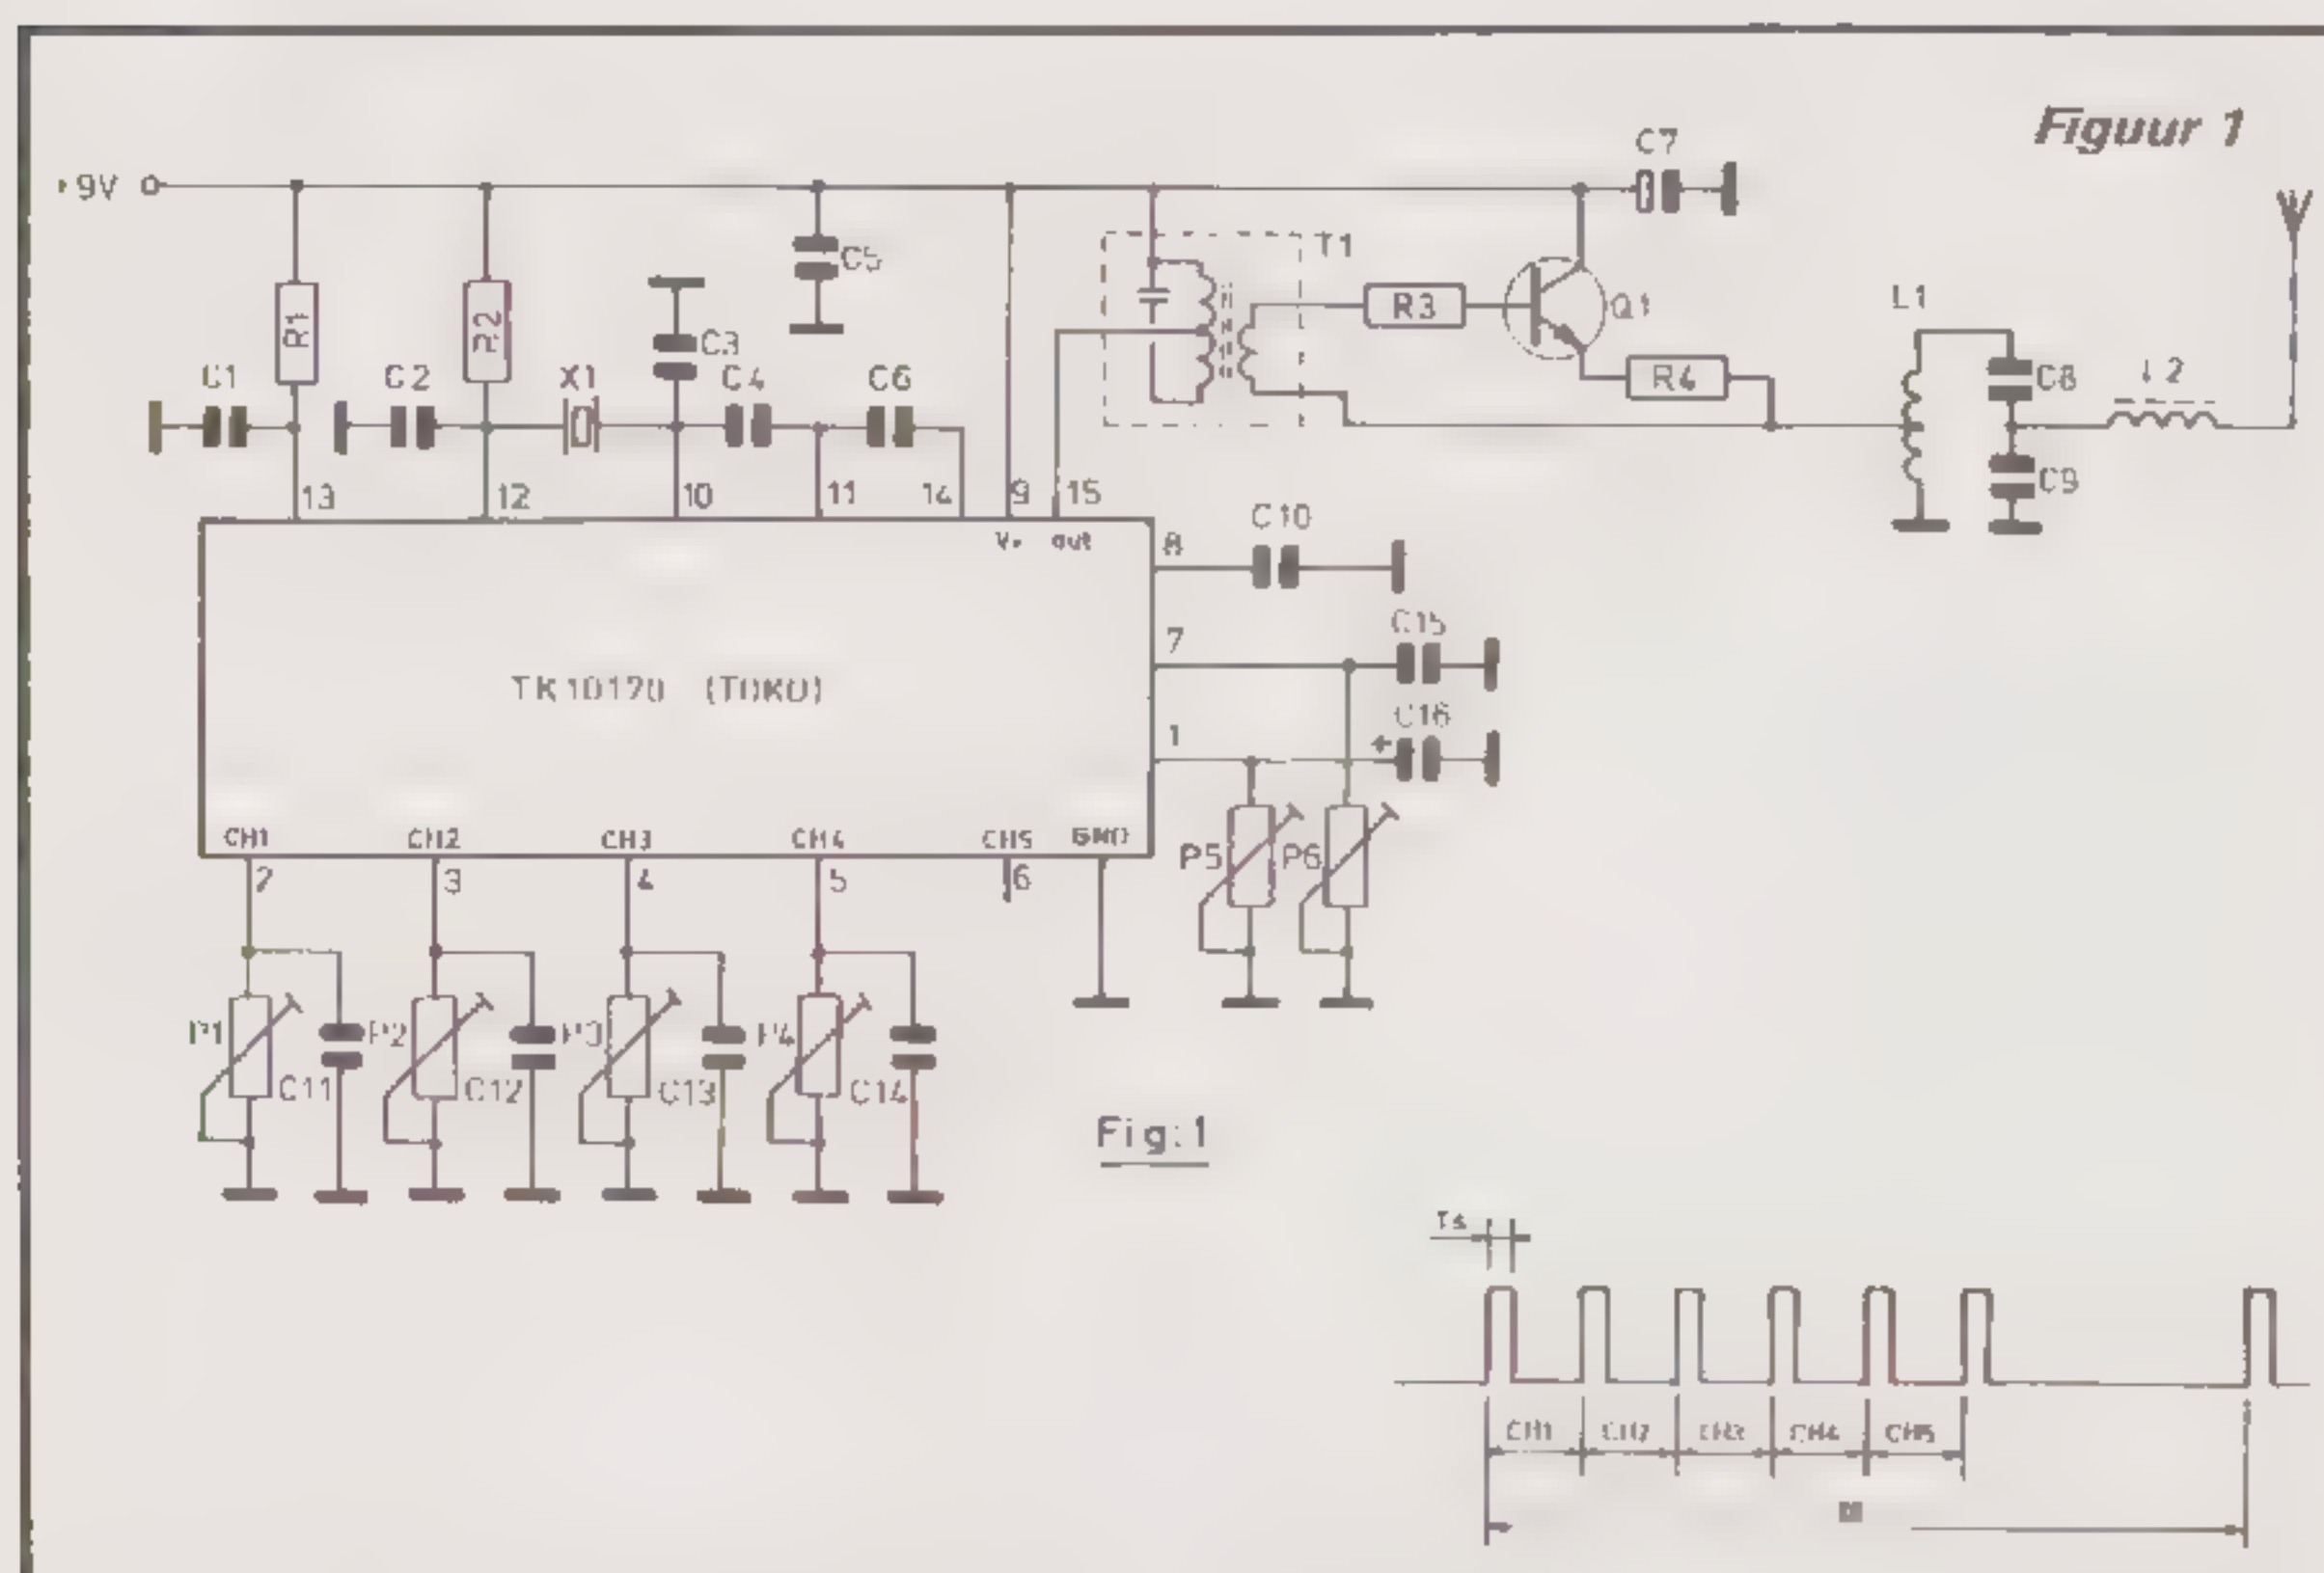 Figuur 1
C7
9V
T1
C5
R1
R2
R3
Q1
L1
C3
R4
C8
L2
C1
C2
X1
C4
C6
C9
13
12
10
11
14
9
15
V+
out
8
C10
7
C15
TK10170 (TOKO)
1
C16
+
CH1
CH2
CH3
CH4
CH5
GND
P5
P6
2
3
4
5
6
P1
P2
P3
P4
C11
C12
C13
C14
Fig:1
CH1
CH2
CH3
CH4
CH5